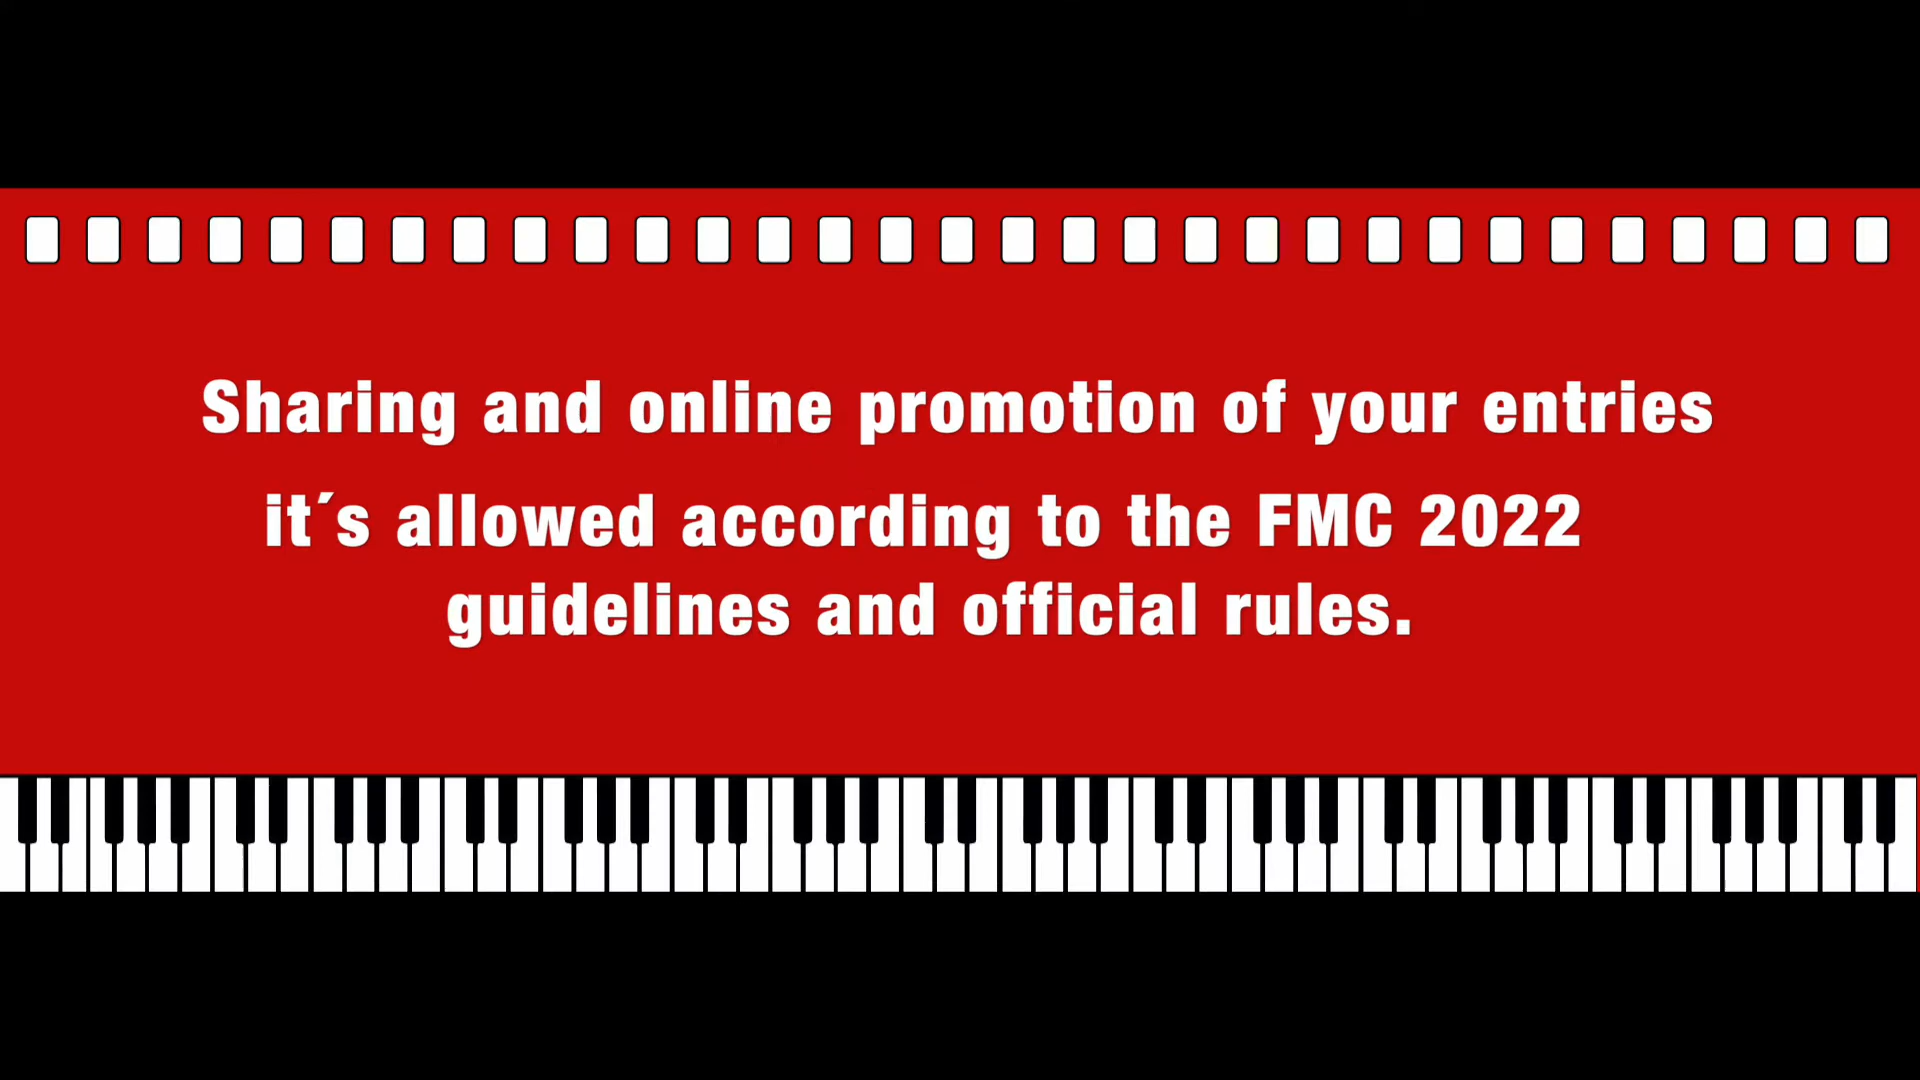 Sharing and online promotion of your entries
it´s allowed according to the FMC 2022
guidelines and official rules.